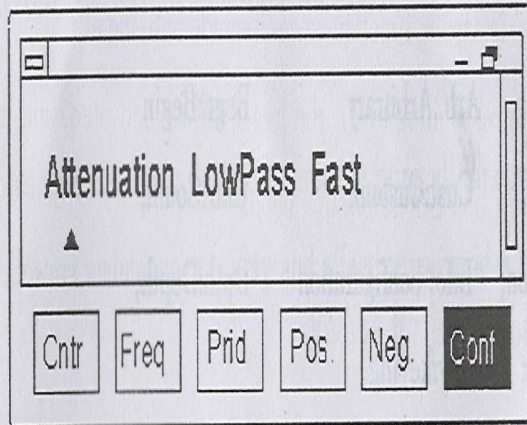 Attenuation LowPass Fast
Cntr Freq Prid Pos. Neg. Conf